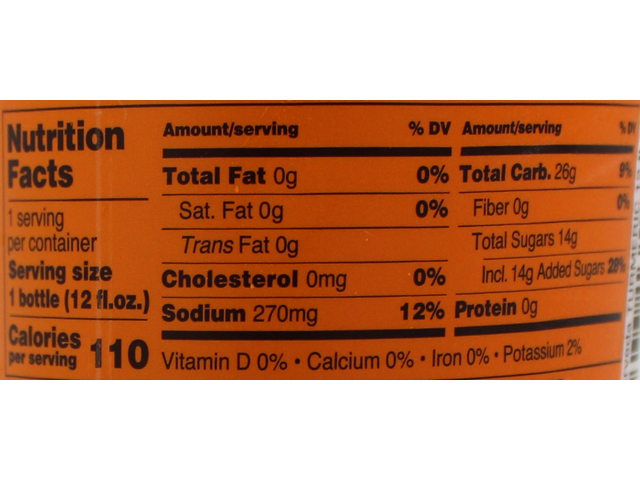 Nutrition
Facts
1 serving
per container
Serving size
1 bottle (12 fl.oz.)
Calories
per serving 110
Amount/serving % DV
Total Fat 0g 0%
Sat. Fat 0g 0%
Trans Fat 0g
Cholesterol 0mg 0%
Sodium 270mg 12%
Amount/serving % DV
Total Carb. 26g 9%
Fiber 0g 0%
Total Sugars 14g
Incl. 14g Added Sugars 28%
Protein 0g
Vitamin D 0% • Calcium 0% • Iron 0% • Potassium 2%